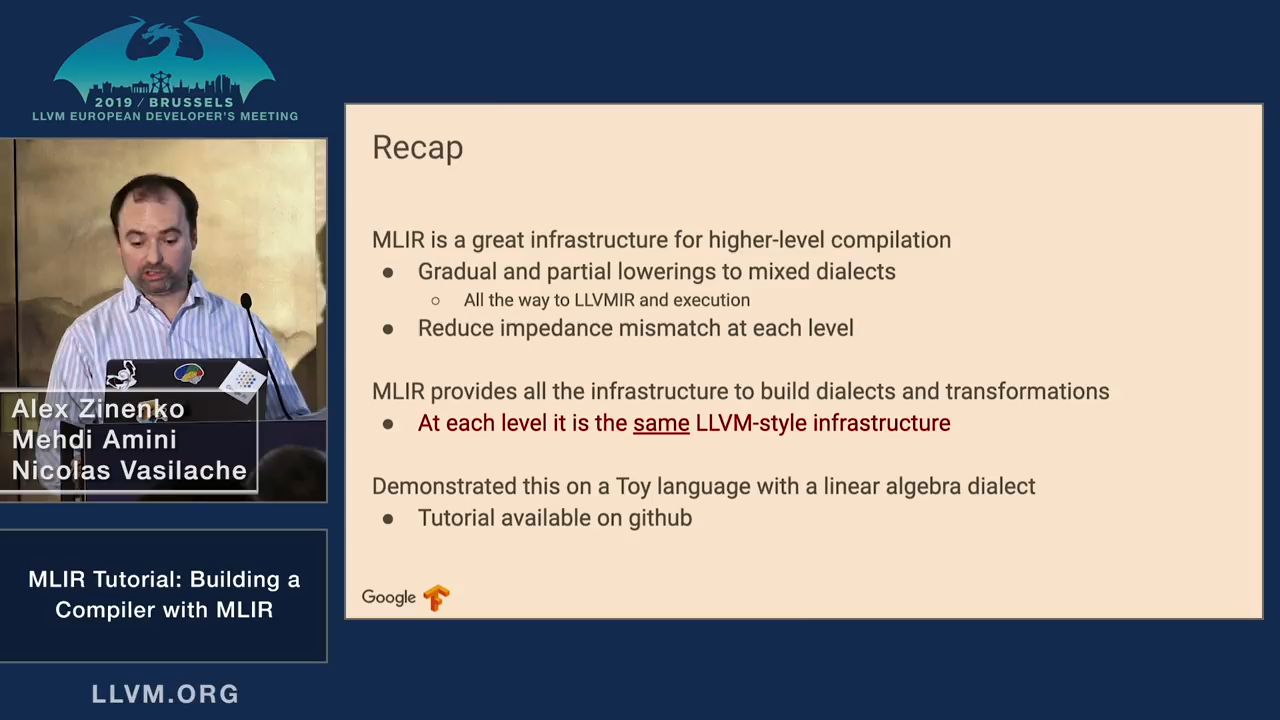 2019 / BRUSSELS
LLVM EUROPEAN DEVELOPER'S MEETING
Alex Zinenko
Mehdi Amini
Nicolas Vasilache
MLIR Tutorial: Building a
Compiler with MLIR
LLVM.ORG
Recap
MLIR is a great infrastructure for higher-level compilation
● Gradual and partial lowerings to mixed dialects
○ All the way to LLVMIR and execution
● Reduce impedance mismatch at each level
MLIR provides all the infrastructure to build dialects and transformations
● At each level it is the same LLVM-style infrastructure
Demonstrated this on a Toy language with a linear algebra dialect
● Tutorial available on github
Google